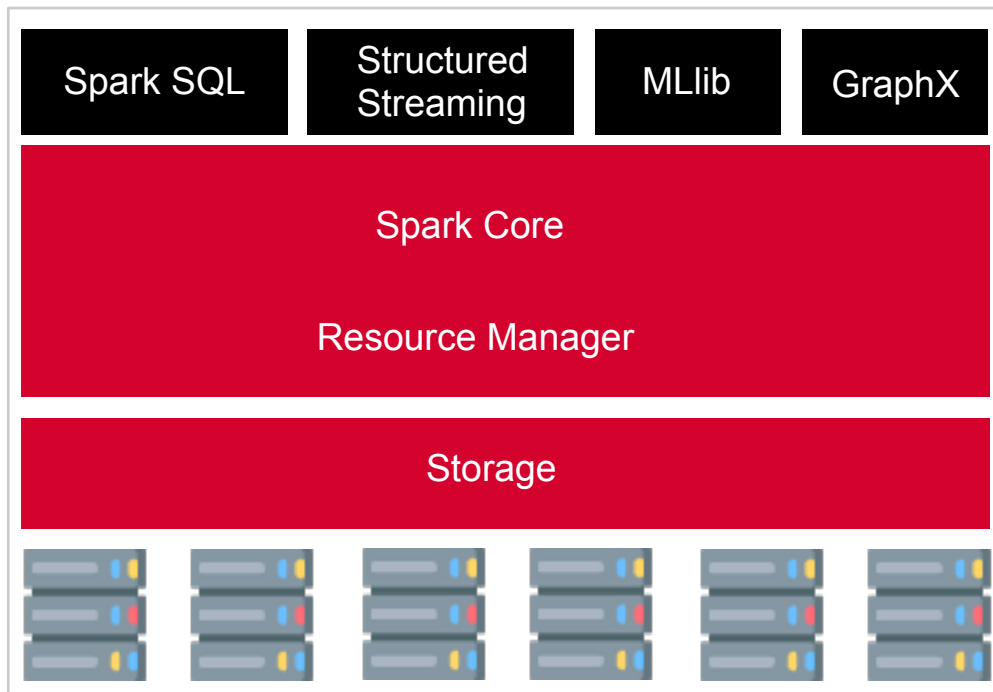 Spark SQL
Structured
Streaming
MLlib
GraphX
Spark Core
Resource Manager
Storage